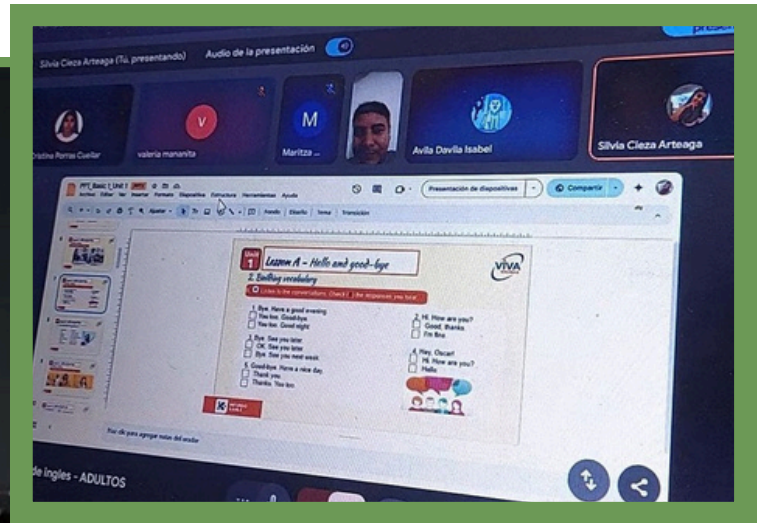 Silvia Cieza Arteaga (Tú, presentando)
Audio de la presentación
Cristina Porras Cuellar
V
valeria mananita
M
Maritza ...
Avila Davila Isabel
Silvia Cieza Arteaga
PPT_Basic 1_Unit 1
Archivo Editar Ver Insertar Formato Diapositiva Estructura Herramientas Ayuda
Presentación de diapositivas
Compartir
Ajustar
Fondo Diseño Tema Transición
Unit
1
Lesson A - Hello and good-bye
VIVA
2. Building vocabulary
Listen to the conversations. Check the responses you hear.
1. Bye. Have a good evening.
You too. Good-bye.
You too. Good night.
2. Hi. How are you?
Good, thanks.
I'm fine.
3. Bye. See you later.
OK. See you later.
Bye. See you next week.
4. Hey, Oscar!
Hi. How are you?
Hello.
5. Good-bye. Have a nice day.
Thank you.
Thanks. You too.
Haz clic para agregar notas del orador
de ingles - ADULTOS